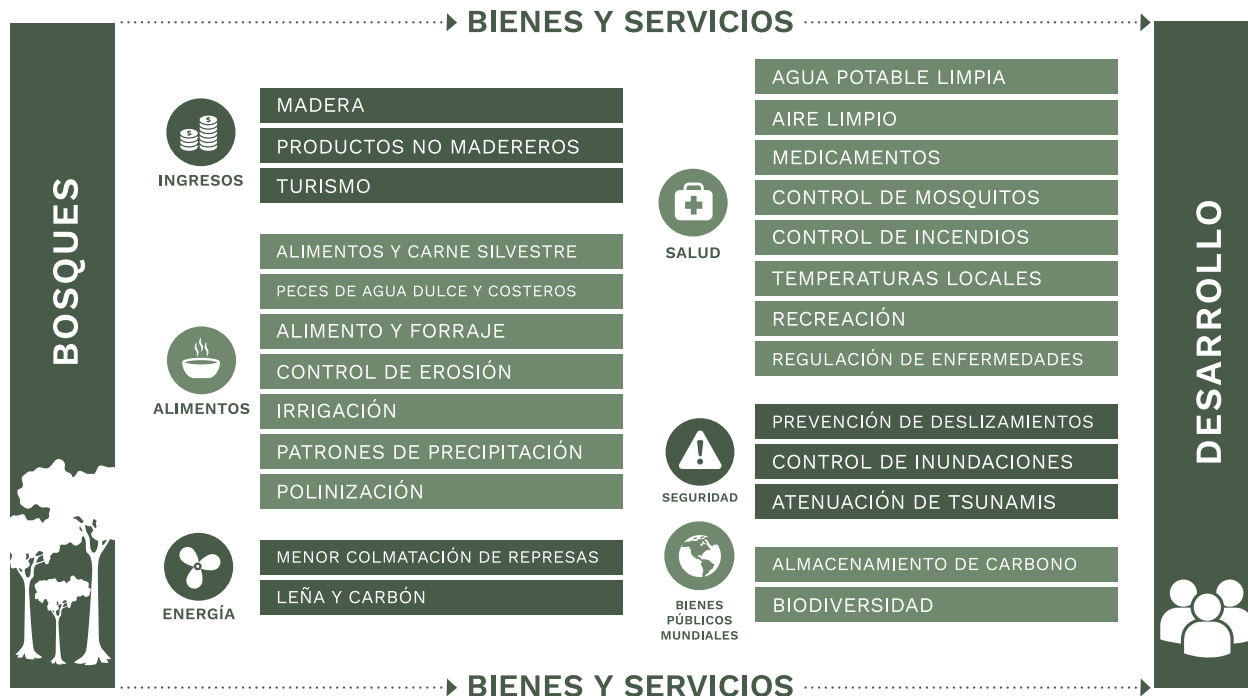 BIENES Y SERVICIOS
BOSQUES
INGRESOS
MADERA
PRODUCTOS NO MADEREROS
TURISMO
ALIMENTOS
ALIMENTOS Y CARNE SILVESTRE
PECES DE AGUA DULCE Y COSTEROS
ALIMENTO Y FORRAJE
CONTROL DE EROSIÓN
IRRIGACIÓN
PATRONES DE PRECIPITACIÓN
POLINIZACIÓN
ENERGÍA
MENOR COLMATACIÓN DE REPRESAS
LEÑA Y CARBÓN
SALUD
AGUA POTABLE LIMPIA
AIRE LIMPIO
MEDICAMENTOS
CONTROL DE MOSQUITOS
CONTROL DE INCENDIOS
TEMPERATURAS LOCALES
RECREACIÓN
REGULACIÓN DE ENFERMEDADES
SEGURIDAD
PREVENCIÓN DE DESLIZAMIENTOS
CONTROL DE INUNDACIONES
ATENUACIÓN DE TSUNAMIS
BIENES
PÚBLICOS
MUNDIALES
ALMACENAMIENTO DE CARBONO
BIODIVERSIDAD
DESARROLLO
BIENES Y SERVICIOS